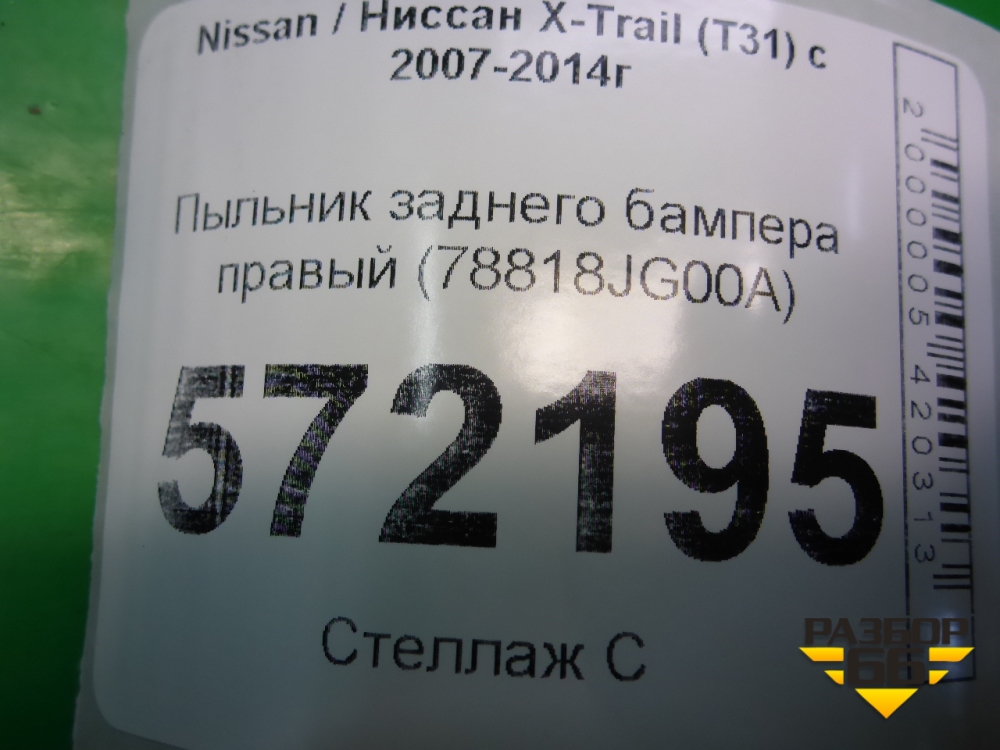 Nissan / Ниссан X-Trail (T31) с
2007-2014г
Пыльник заднего бампера
правый (78818JG00A)
572195
Стеллаж С
2000005420313
РАЗБОР
66